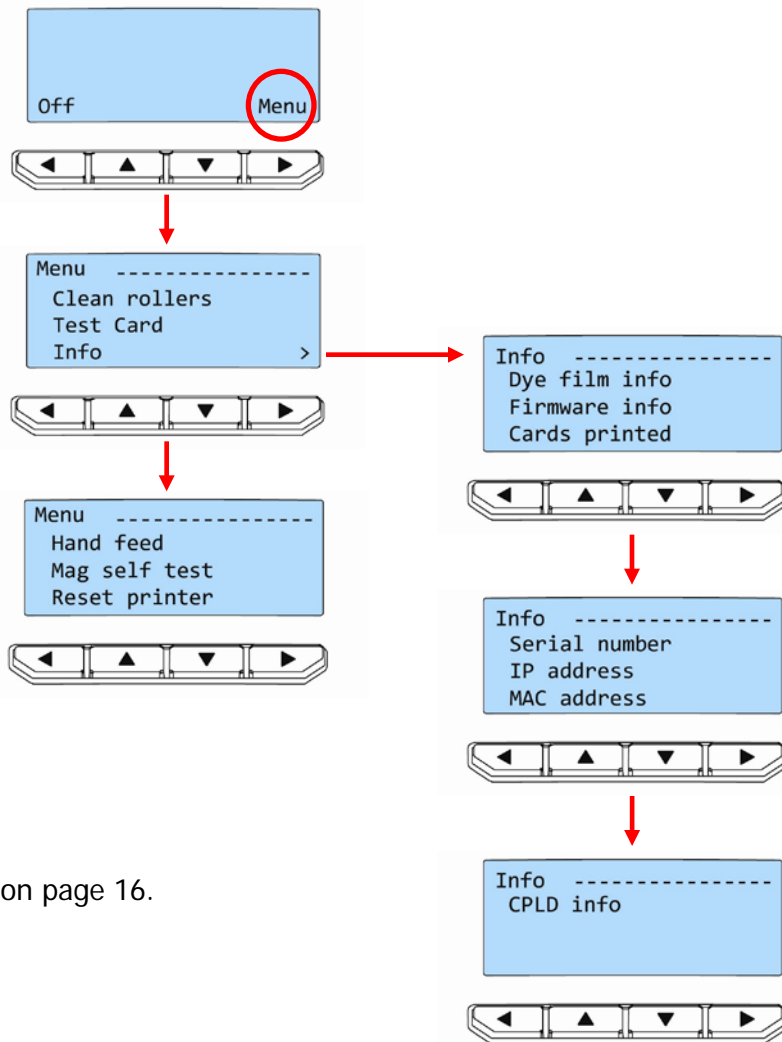 Off Menu
Menu ----------------
Clean rollers
Test Card
Info >
Menu ----------------
Hand feed
Mag self test
Reset printer
Info ----------------
Dye film info
Firmware info
Cards printed
Info ----------------
Serial number
IP address
MAC address
Info ----------------
CPLD info
on page 16.